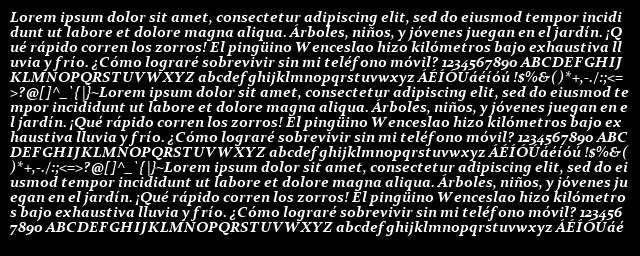 Lorem ipsum dolor sit amet, consectetur adipiscing elit, sed do eiusmod tempor incidi
dunt ut labore et dolore magna aliqua. Árboles, niños, y jóvenes juegan en el jardín. ¡Q
ué rápido corren los zorros! El pingüino Wenceslao hizo kilómetros bajo exhaustiva ll
uvia y frío. ¿Cómo lograré sobrevivir sin mi teléfono móvil? 1234567890 ABCDEFGHIJ
KLMNOPQRSTUVWXYZ abcdefghijklmnopqrstuvwxyz ÁÉÍÓÚáéíóú !$%&()*+,-./:;<=
>?@[]^_`{|}~Lorem ipsum dolor sit amet, consectetur adipiscing elit, sed do eiusmod te
mpor incididunt ut labore et dolore magna aliqua. Árboles, niños, y jóvenes juegan en e
l jardín. ¡Qué rápido corren los zorros! El pingüino Wenceslao hizo kilómetros bajo ex
haustiva lluvia y frío. ¿Cómo lograré sobrevivir sin mi teléfono móvil? 1234567890 ABC
DEFGHIJKLMNOPQRSTUVWXYZ abcdefghijklmnopqrstuvwxyz ÁÉÍÓÚáéíóú !$%&(
)*+,-./:;<=>?@[]^_`{|}~Lorem ipsum dolor sit amet, consectetur adipiscing elit, sed do ei
usmod tempor incididunt ut labore et dolore magna aliqua. Árboles, niños, y jóvenes ju
egan en el jardín. ¡Qué rápido corren los zorros! El pingüino Wenceslao hizo kilómetro
s bajo exhaustiva lluvia y frío. ¿Cómo lograré sobrevivir sin mi teléfono móvil? 123456
7890 ABCDEFGHIJKLMNOPQRSTUVWXYZ abcdefghijklmnopqrstuvwxyz ÁÉÍÓÚáé